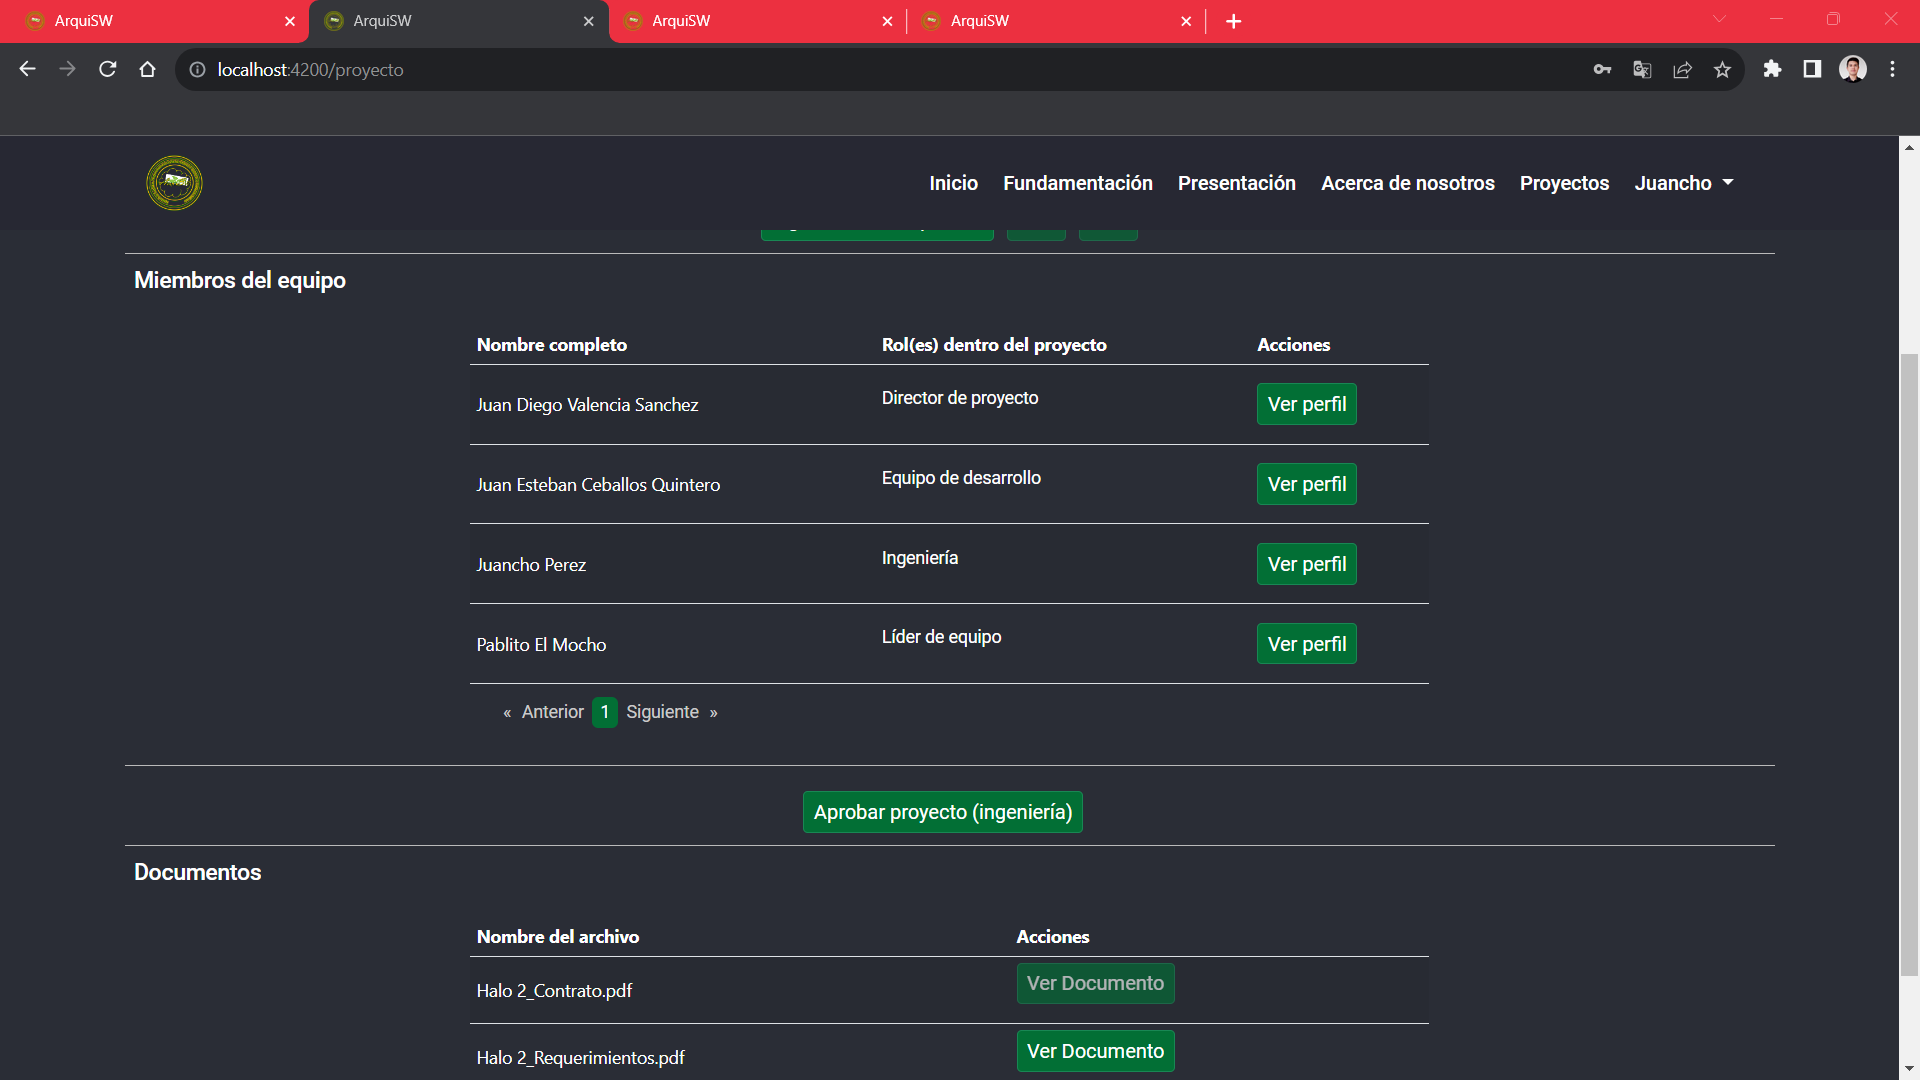 ArquiSW ArquiSW ArquiSW ArquiSW
localhost:4200/proyecto
Inicio Fundamentación Presentación Acerca de nosotros Proyectos Juancho
Miembros del equipo
Nombre completo Rol(es) dentro del proyecto Acciones
Juan Diego Valencia Sanchez Director de proyecto Ver perfil
Juan Esteban Ceballos Quintero Equipo de desarrollo Ver perfil
Juancho Perez Ingeniería Ver perfil
Pablito El Mocho Líder de equipo Ver perfil
« Anterior 1 Siguiente »
Aprobar proyecto (ingeniería)
Documentos
Nombre del archivo Acciones
Halo 2_Contrato.pdf Ver Documento
Halo 2_Requerimientos.pdf Ver Documento